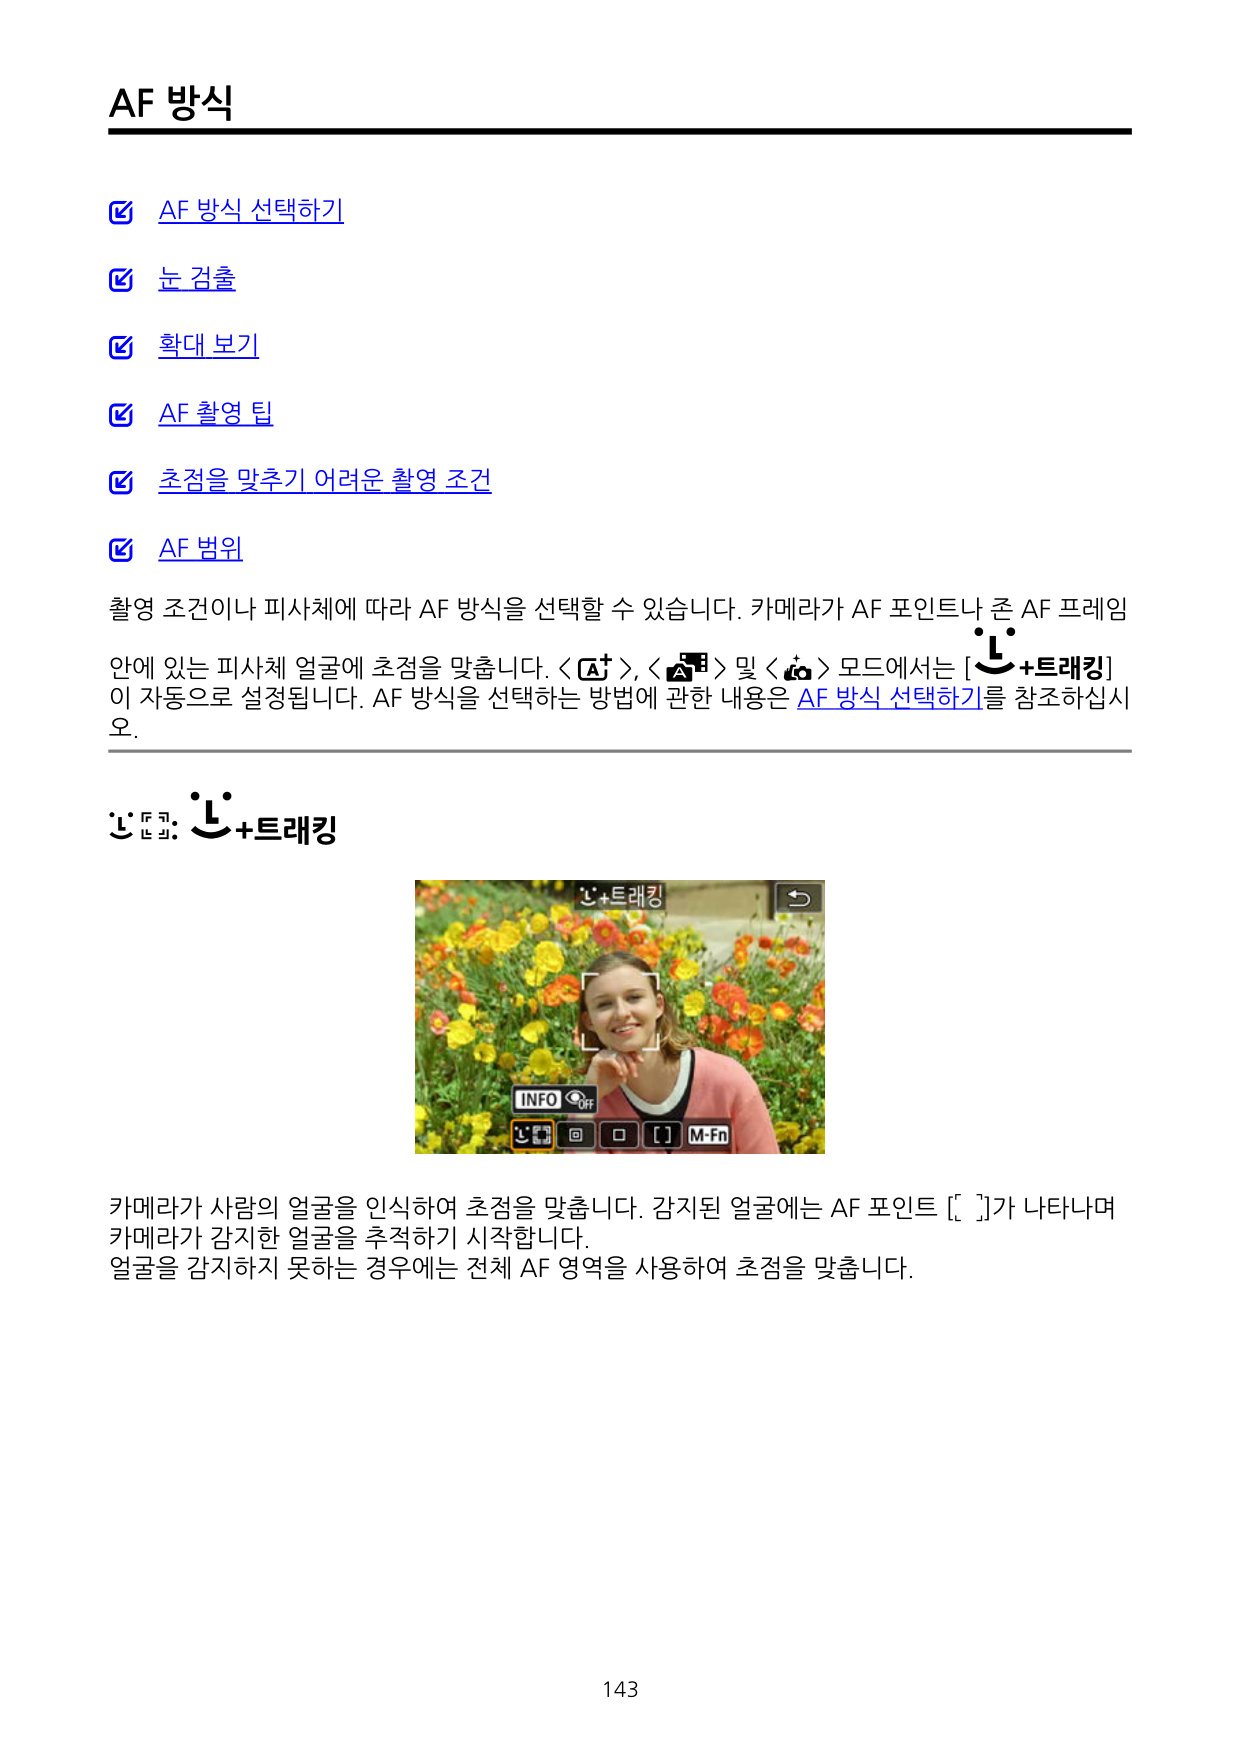 AF 방식
AF 방식 선택하기
눈 검출
확대 보기
AF 촬영 팁
초점을 맞추기 어려운 촬영 조건
AF 범위
촬영 조건이나 피사체에 따라 AF 방식을 선택할 수 있습니다. 카메라가 AF 포인트나 존 AF 프레임
안에 있는 피사체 얼굴에 초점을 맞춥니다. < A+ >, < A > 및 < > 모드에서는 [+트래킹]
이 자동으로 설정됩니다. AF 방식을 선택하는 방법에 관한 내용은 AF 방식 선택하기를 참조하십시
오.
: +트래킹
+트래킹
INFO OFF
M-Fn
카메라가 사람의 얼굴을 인식하여 초점을 맞춥니다. 감지된 얼굴에는 AF 포인트 [ ]가 나타나며
카메라가 감지한 얼굴을 추적하기 시작합니다.
얼굴을 감지하지 못하는 경우에는 전체 AF 영역을 사용하여 초점을 맞춥니다.
143